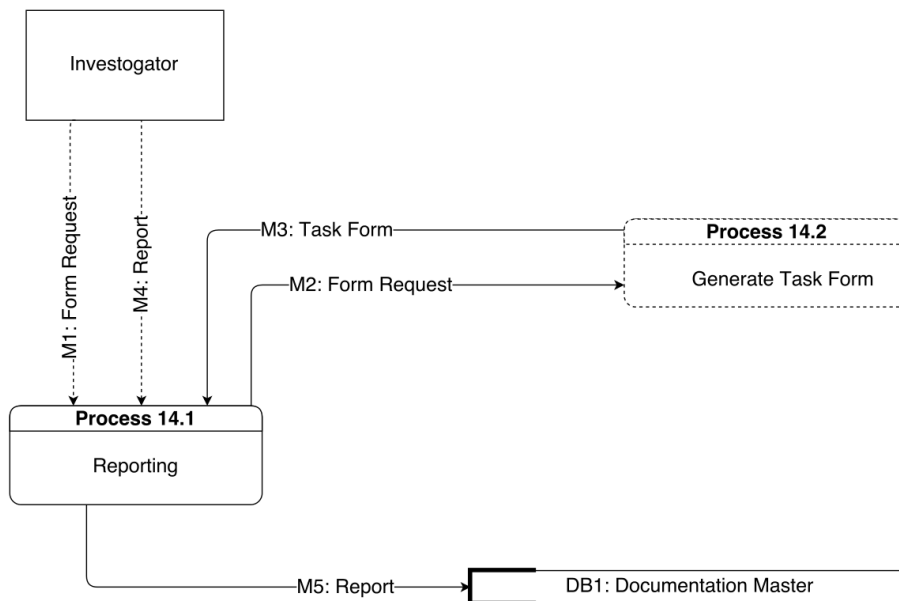 Investogator
M1: Form Request
M4: Report
M3: Task Form
M2: Form Request
Process 14.2
Generate Task Form
Process 14.1
Reporting
M5: Report
DB1: Documentation Master